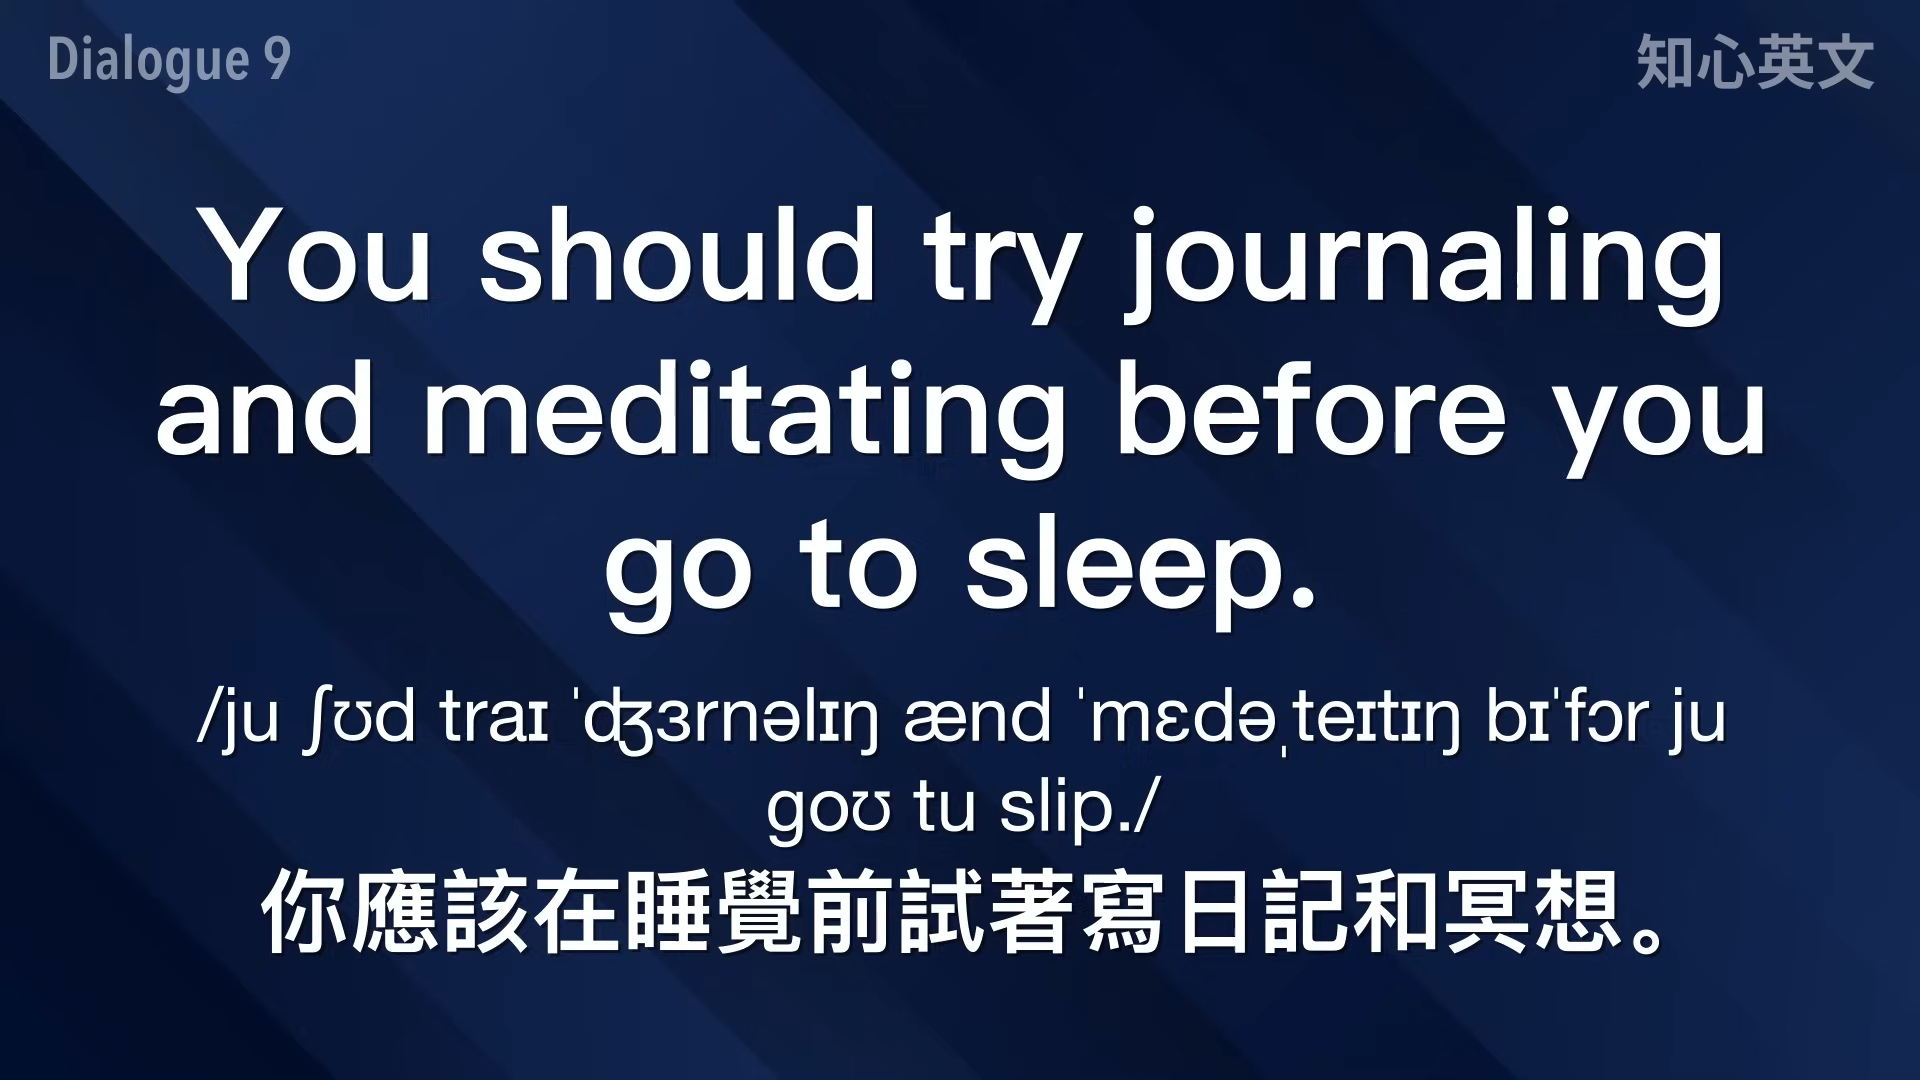 Dialogue 9
知心英文
You should try journaling
and meditating before you
go to sleep.
/ju ʃʊd traɪ ˈʤɜrnəlɪŋ ænd ˈmɛdəˌteɪtɪŋ bɪˈfɔr ju
goʊ tu slip./
你應該在睡覺前試著寫日記和冥想。